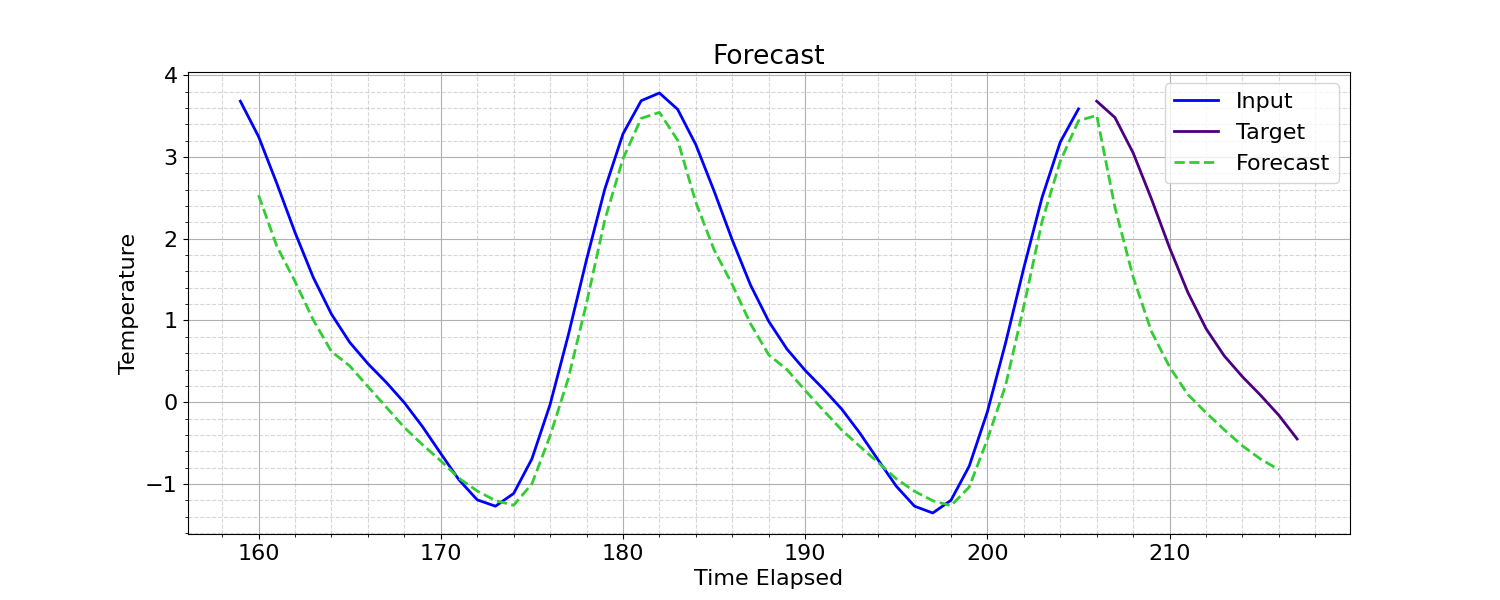 Forecast
4
3
2
1
0
−1
Temperature
Input
Target
Forecast
160 170 180 190 200 210
Time Elapsed